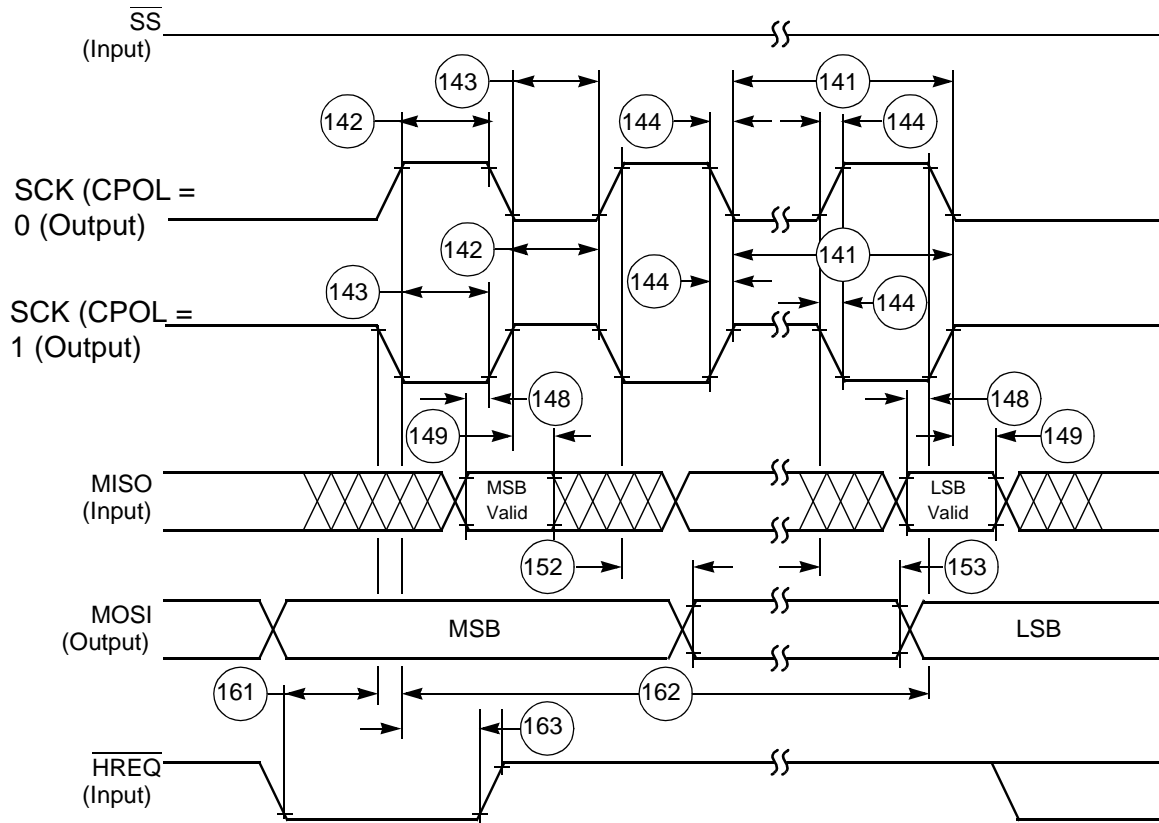 SS
(Input)
143
141
142
144
144
SCK (CPOL =
0 (Output)
142
141
143
144
144
SCK (CPOL =
1 (Output)
148
148
149
149
MISO
(Input)
MSB
Valid
LSB
Valid
152
153
MOSI
(Output)
MSB
LSB
161
162
163
HREQ
(Input)